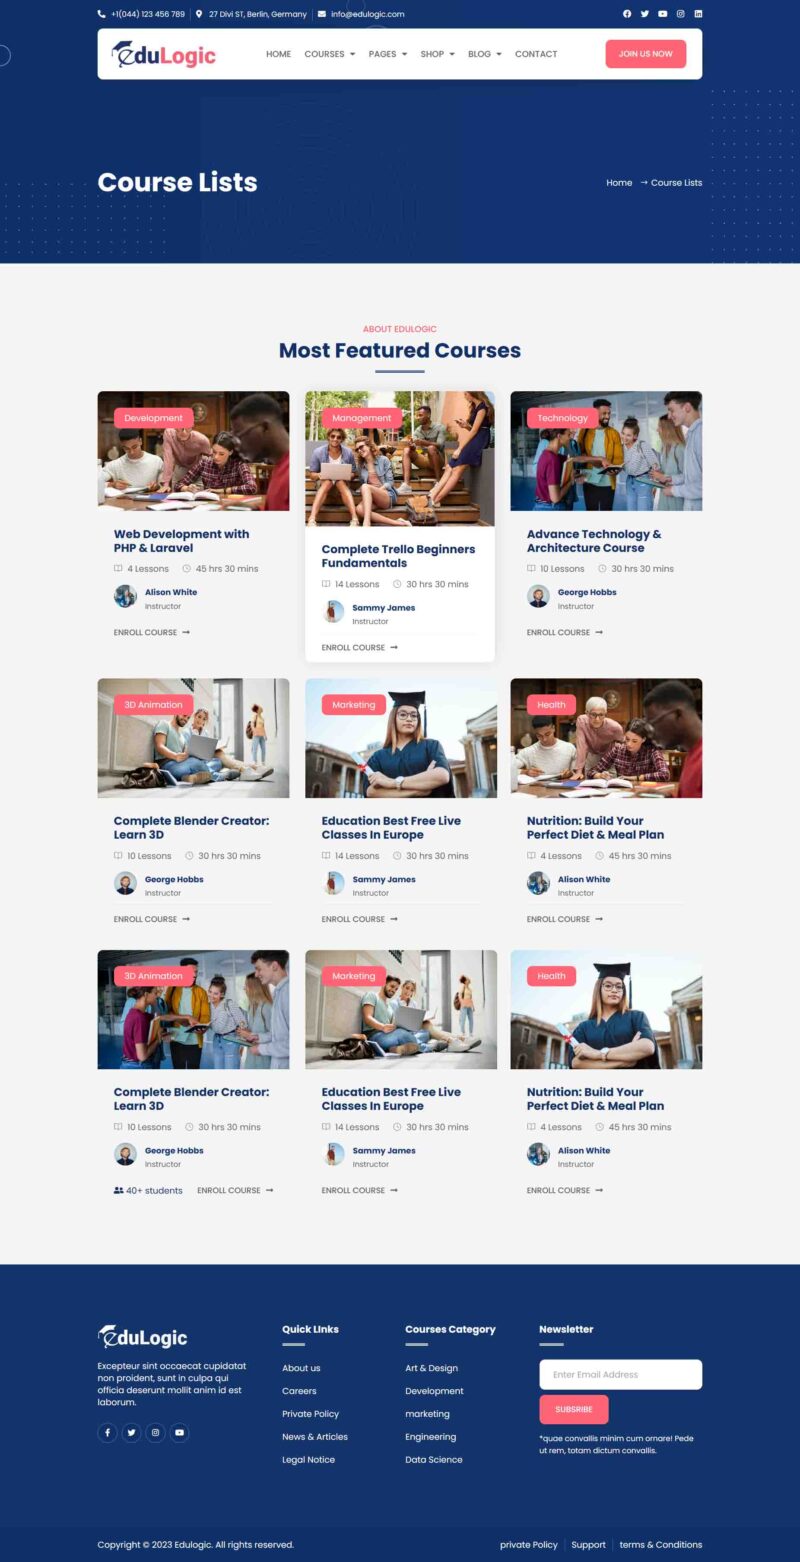 +1(044) 123 456 789 27 Divi ST, Berlin, Germany info@edulogic.com
eduLogic HOME COURSES PAGES SHOP BLOG CONTACT JOIN US NOW
Course Lists Home → Course Lists
ABOUT EDULOGIC
Most Featured Courses
Development
Web Development with
PHP & Laravel
4 Lessons 45 hrs 30 mins
Alison White
Instructor
ENROLL COURSE →
Management
Complete Trello Beginners
Fundamentals
14 Lessons 30 hrs 30 mins
Sammy James
Instructor
ENROLL COURSE →
Technology
Advance Technology &
Architecture Course
10 Lessons 30 hrs 30 mins
George Hobbs
Instructor
ENROLL COURSE →
3D Animation
Complete Blender Creator:
Learn 3D
10 Lessons 30 hrs 30 mins
George Hobbs
Instructor
ENROLL COURSE →
Marketing
Education Best Free Live
Classes In Europe
14 Lessons 30 hrs 30 mins
Sammy James
Instructor
ENROLL COURSE →
Health
Nutrition: Build Your
Perfect Diet & Meal Plan
4 Lessons 45 hrs 30 mins
Alison White
Instructor
ENROLL COURSE →
3D Animation
Complete Blender Creator:
Learn 3D
10 Lessons 30 hrs 30 mins
George Hobbs
Instructor
40+ students ENROLL COURSE →
Marketing
Education Best Free Live
Classes In Europe
14 Lessons 30 hrs 30 mins
Sammy James
Instructor
ENROLL COURSE →
Health
Nutrition: Build Your
Perfect Diet & Meal Plan
4 Lessons 45 hrs 30 mins
Alison White
Instructor
ENROLL COURSE →
eduLogic
Excepteur sint occaecat cupidatat
non proident, sunt in culpa qui
officia deserunt mollit anim id est
laborum.
Quick LInks
About us
Careers
Private Policy
News & Articles
Legal Notice
Courses Category
Art & Design
Development
marketing
Engineering
Data Science
Newsletter
Enter Email Address
SUBSRIBE
*quae convallis minim cum ornare! Pede
ut rem, totam dictum convallis.
Copyright © 2023 Edulogic. All rights reserved. private Policy Support terms & Conditions